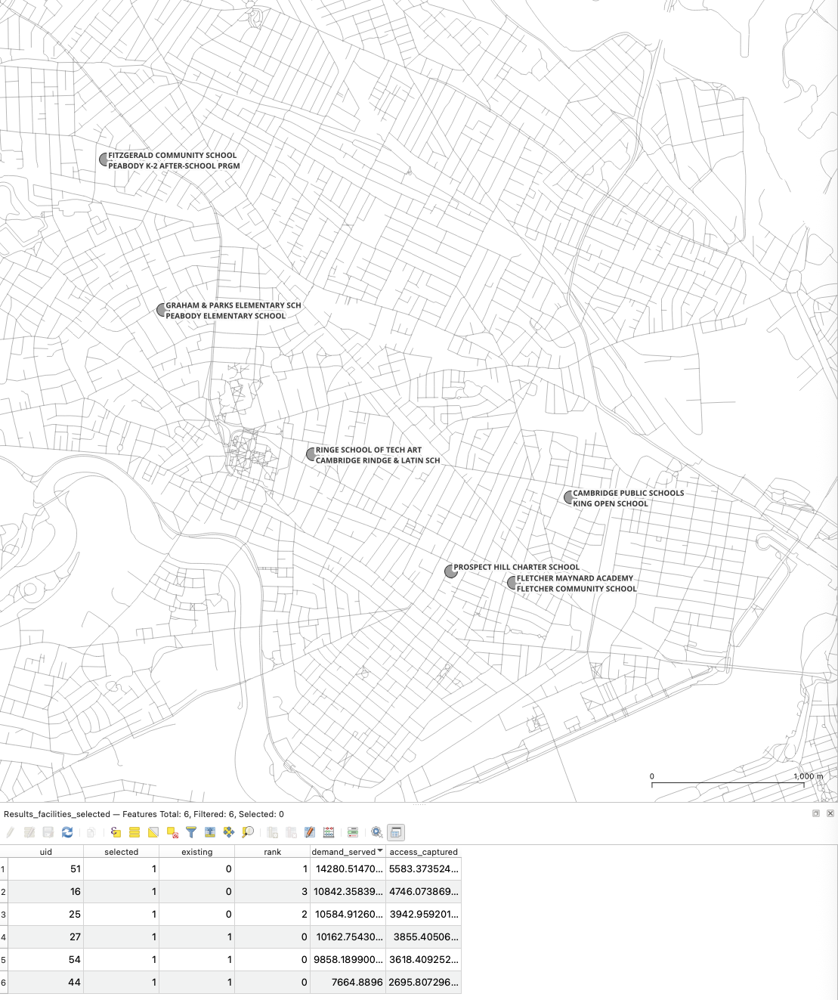 FITZGERALD COMMUNITY SCHOOL
PEABODY K-2 AFTER-SCHOOL PRGM
GRAHAM & PARKS ELEMENTARY SCH
PEABODY ELEMENTARY SCHOOL
RINGE SCHOOL OF TECH ART
CAMBRIDGE RINDGE & LATIN SCH
CAMBRIDGE PUBLIC SCHOOLS
KING OPEN SCHOOL
PROSPECT HILL CHARTER SCHOOL
FLETCHER MAYNARD ACADEMY
FLETCHER COMMUNITY SCHOOL
0 1,000 m
Results_facilities_selected — Features Total: 6, Filtered: 6, Selected: 0
uid selected existing rank demand_served access_captured
1 51 1 0 1 14280.51470... 5583.373524...
2 16 1 0 3 10842.35839... 4746.073869...
3 25 1 0 2 10584.91260... 3942.959201...
4 27 1 1 0 10162.75430... 3855.40506...
5 54 1 1 0 9858.189900... 3618.409252...
6 44 1 1 0 7664.8896 2695.807296...